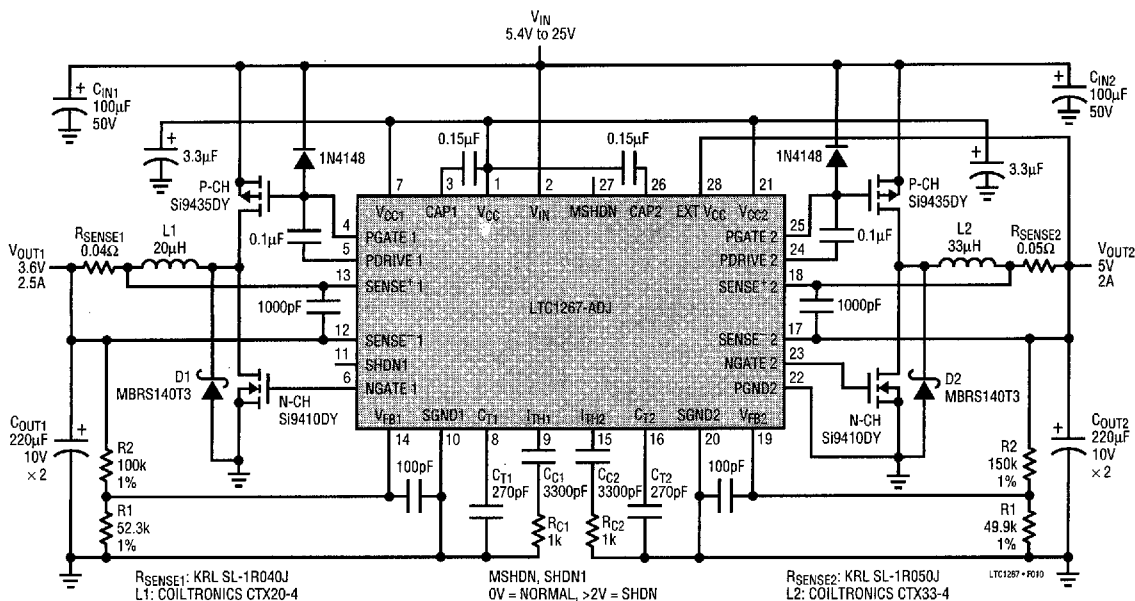 VIN
5.4V to 25V
CIN1
100µF
50V
CIN2
100µF
50V
3.3µF
1N4148
0.15µF
0.15µF
1N4148
3.3µF
P-CH
Si9435DY
P-CH
Si9435DY
7
3
1
2
27
26
28
21
VCC1
CAP1
VCC
VIN
MSHDN
CAP2
EXT VCC
VCC2
4
PGATE 1
PGATE 2
25
0.1µF
0.1µF
5
PDRIVE 1
PDRIVE 2
24
13
SENSE+ 1
SENSE+ 2
18
VOUT1
3.6V
2.5A
RSENSE1
0.04Ω
L1
20µH
L2
33µH
RSENSE2
0.05Ω
VOUT2
5V
2A
1000pF
LTC1267-ADJ
1000pF
12
SENSE– 1
SENSE– 2
17
11
SHDN1
NGATE 2
23
6
NGATE 1
PGND2
22
D1
MBRS140T3
N-CH
Si9410DY
N-CH
Si9410DY
D2
MBRS140T3
VFB1
SGND1
CT1
ITH1
ITH2
CT2
SGND2
VFB2
14
10
8
9
15
16
20
19
COUT1
220µF
10V
× 2
R2
100k
1%
100pF
CT1
270pF
CC1
3300pF
CC2
3300pF
CT2
270pF
100pF
R2
150k
1%
COUT2
220µF
10V
× 2
R1
52.3k
1%
RC1
1k
RC2
1k
R1
49.9k
1%
RSENSE1: KRL SL-1R040J
L1: COILTRONICS CTX20-4
MSHDN, SHDN1
0V = NORMAL, >2V = SHDN
RSENSE2: KRL SL-1R050J
L2: COILTRONICS CTX33-4
LTC1267 • F010